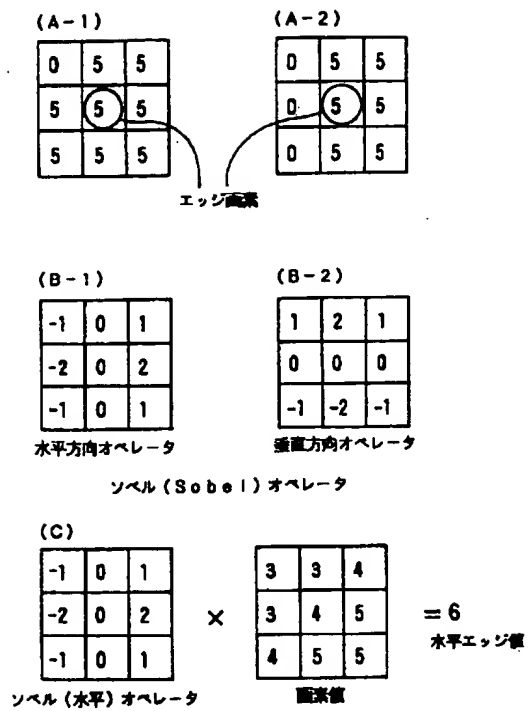 (A-1) (A-2)
0 5 5 0 5 5
5 5 5 0 5 5
5 5 5 0 5 5
エッジ画素
(B-1) (B-2)
-1 0 1 1 2 1
-2 0 2 0 0 0
-1 0 1 -1 -2 -1
水平方向オペレータ 垂直方向オペレータ
ソベル(Sobel)オペレータ
(C)
-1 0 1 3 3 4
-2 0 2 × 3 4 5 =6
水平エッジ値
-1 0 1 4 5 5
ソベル(水平)オペレータ 画素値